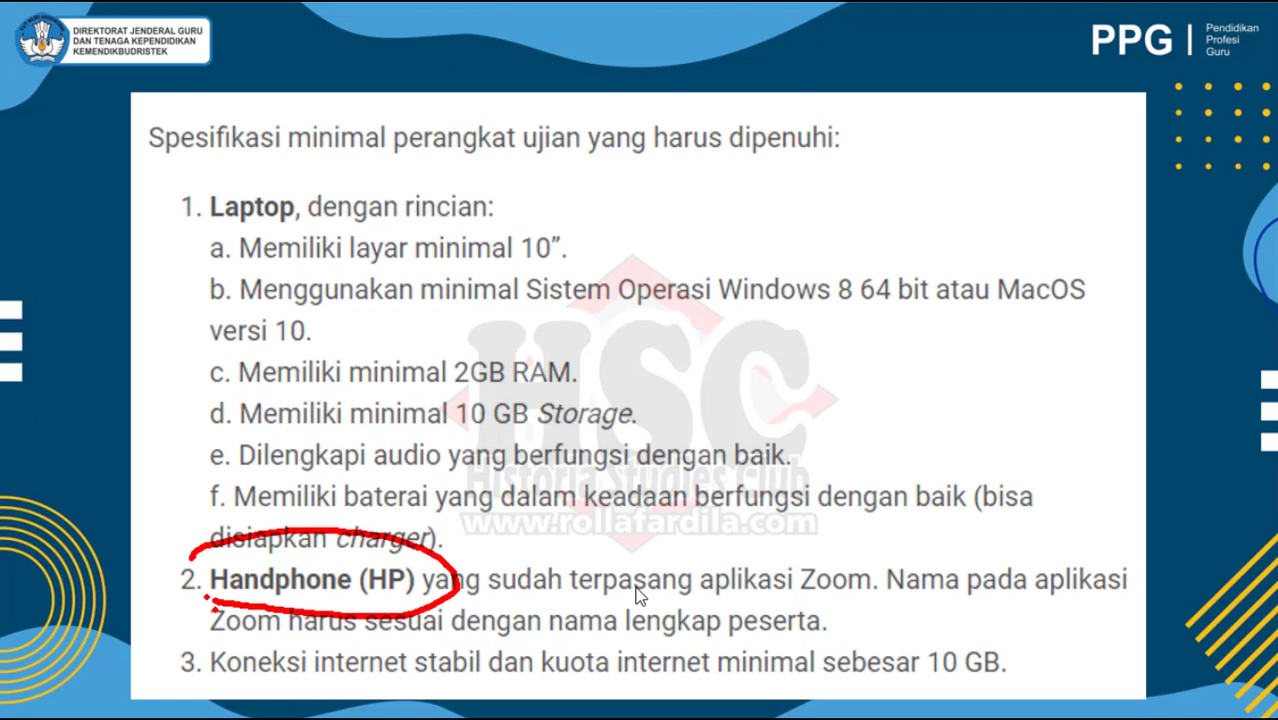 DIREKTORAT JENDERAL GURU
DAN TENAGA KEPENDIDIKAN
KEMENDIKBUDRISTEK
PPG | Pendidikan
Profesi
Guru
Spesifikasi minimal perangkat ujian yang harus dipenuhi:
1. Laptop, dengan rincian:
a. Memiliki layar minimal 10”.
b. Menggunakan minimal Sistem Operasi Windows 8 64 bit atau MacOS
versi 10.
c. Memiliki minimal 2GB RAM.
d. Memiliki minimal 10 GB Storage.
e. Dilengkapi audio yang berfungsi dengan baik.
f. Memiliki baterai yang dalam keadaan berfungsi dengan baik (bisa
disiapkan charger).
2. Handphone (HP) yang sudah terpasang aplikasi Zoom. Nama pada aplikasi
Zoom harus sesuai dengan nama lengkap peserta.
3. Koneksi internet stabil dan kuota internet minimal sebesar 10 GB.
HSC
Historia Studies Club
www.rollafardila.com